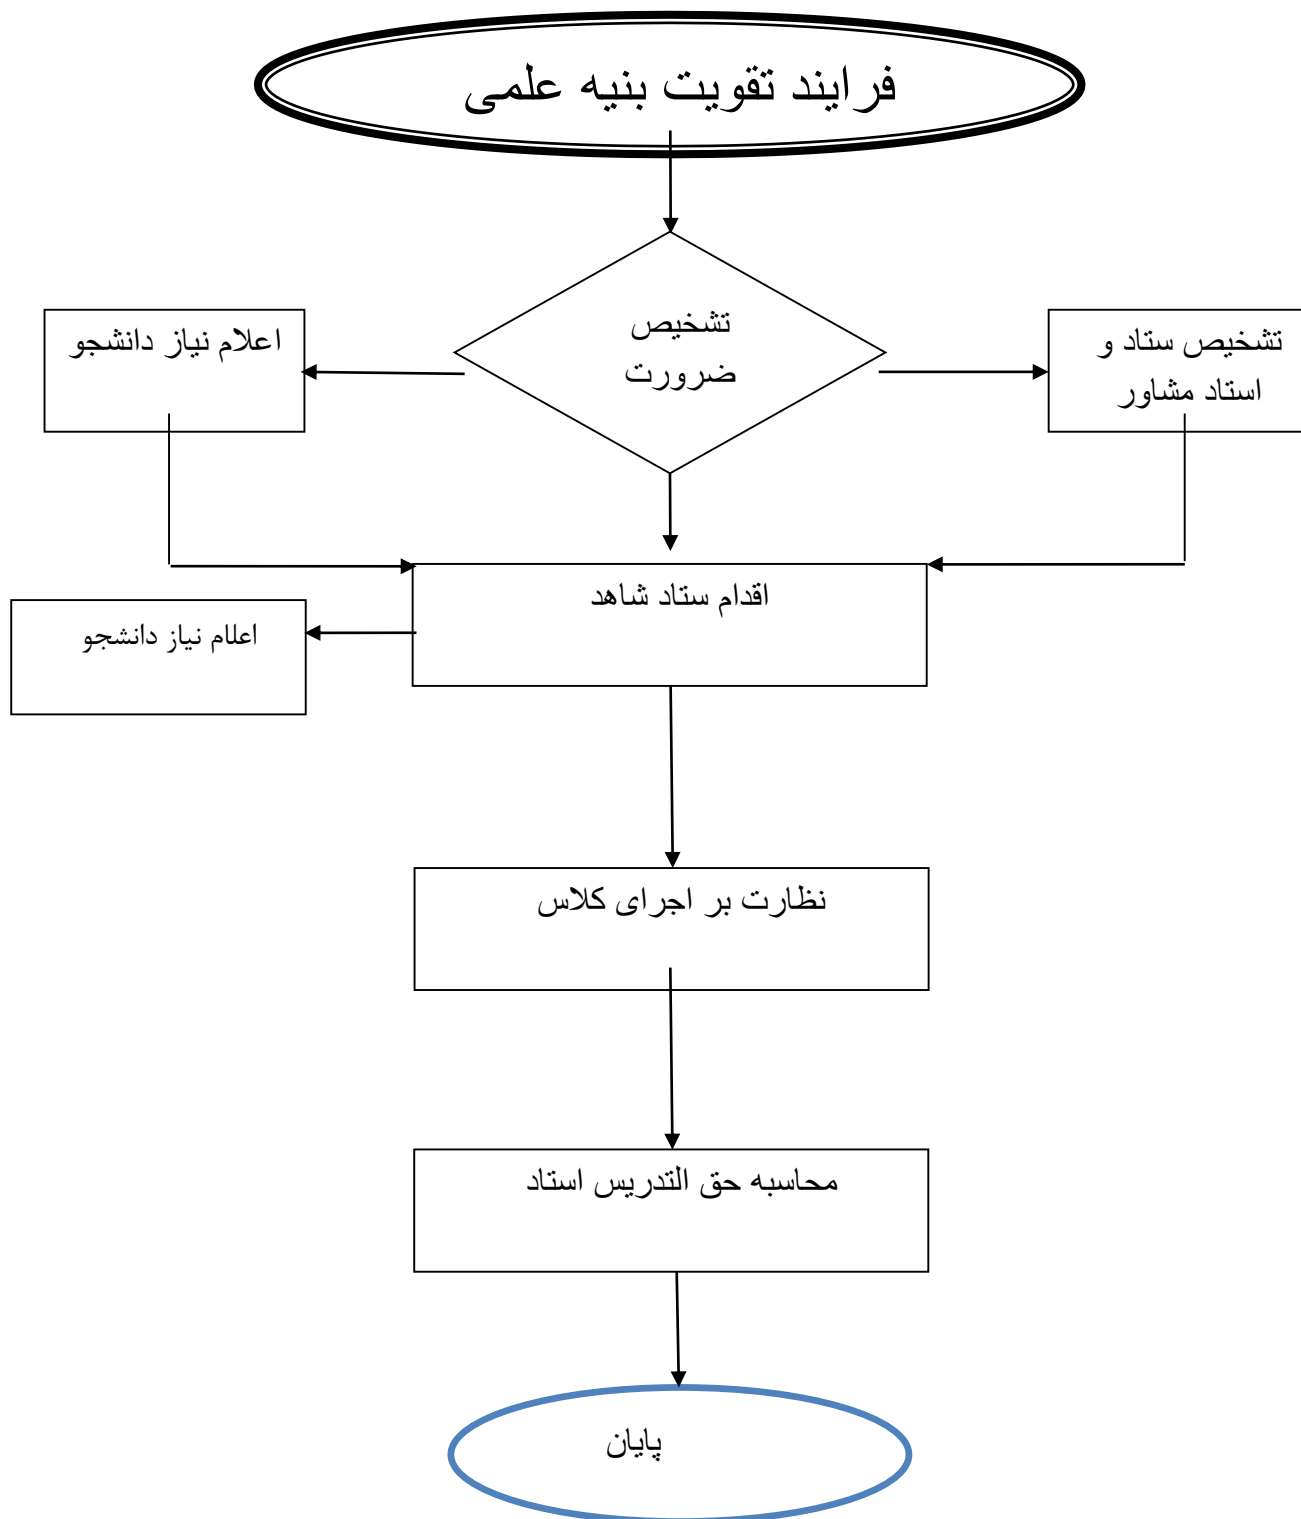 فرایند تقویت بنیه علمی
تشخیص
ضرورت
تشخیص ستاد و
استاد مشاور
اعلام نیاز دانشجو
اقدام ستاد شاهد
اعلام نیاز دانشجو
نظارت بر اجرای کلاس
محاسبه حق التدریس استاد
پایان